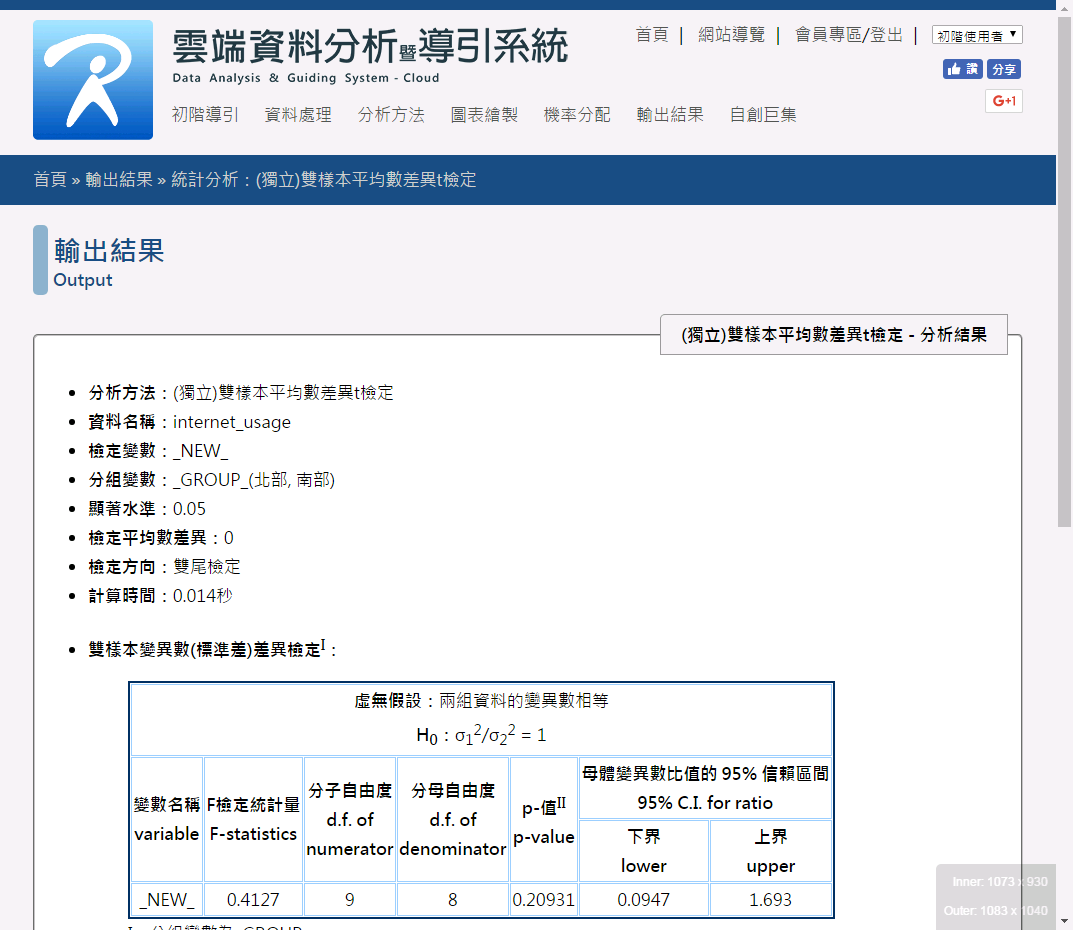 雲端資料分析暨導引系統
Data Analysis & Guiding System - Cloud
首頁 | 網站導覽 | 會員專區/登出 | 初階使用者
讚 分享
G+1
初階導引 資料處理 分析方法 圖表繪製 機率分配 輸出結果 自創巨集
首頁 » 輸出結果 » 統計分析：(獨立)雙樣本平均數差異t檢定
輸出結果
Output
(獨立)雙樣本平均數差異t檢定 - 分析結果
• 分析方法：(獨立)雙樣本平均數差異t檢定
• 資料名稱：internet_usage
• 檢定變數：_NEW_
• 分組變數：_GROUP_(北部, 南部)
• 顯著水準：0.05
• 檢定平均數差異：0
• 檢定方向：雙尾檢定
• 計算時間：0.014秒
• 雙樣本變異數(標準差)差異檢定I：
虛無假設：兩組資料的變異數相等
H0：σ1²/σ2² = 1
變數名稱 variable
F檢定統計量 F-statistics
分子自由度 d.f. of numerator
分母自由度 d.f. of denominator
p-值II p-value
母體變異數比值的 95% 信賴區間
95% C.I. for ratio
下界 lower
上界 upper
_NEW_ 0.4127 9 8 0.20931 0.0947 1.693
Inner: 1073 x 930
Outer: 1083 x 1040